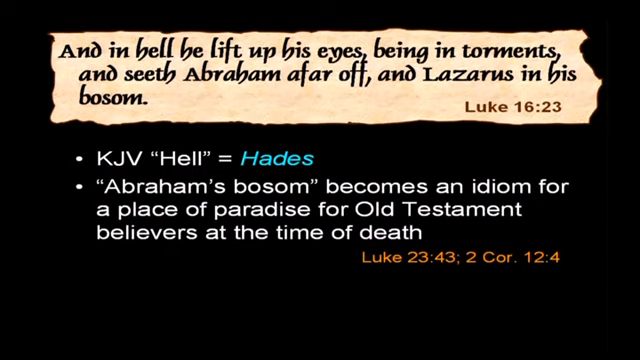 And in hell he lift up his eyes, being in torments,
and seeth Abraham afar off, and Lazarus in his
bosom.
Luke 16:23
• KJV “Hell” = Hades
• “Abraham’s bosom” becomes an idiom for
a place of paradise for Old Testament
believers at the time of death
Luke 23:43; 2 Cor. 12:4